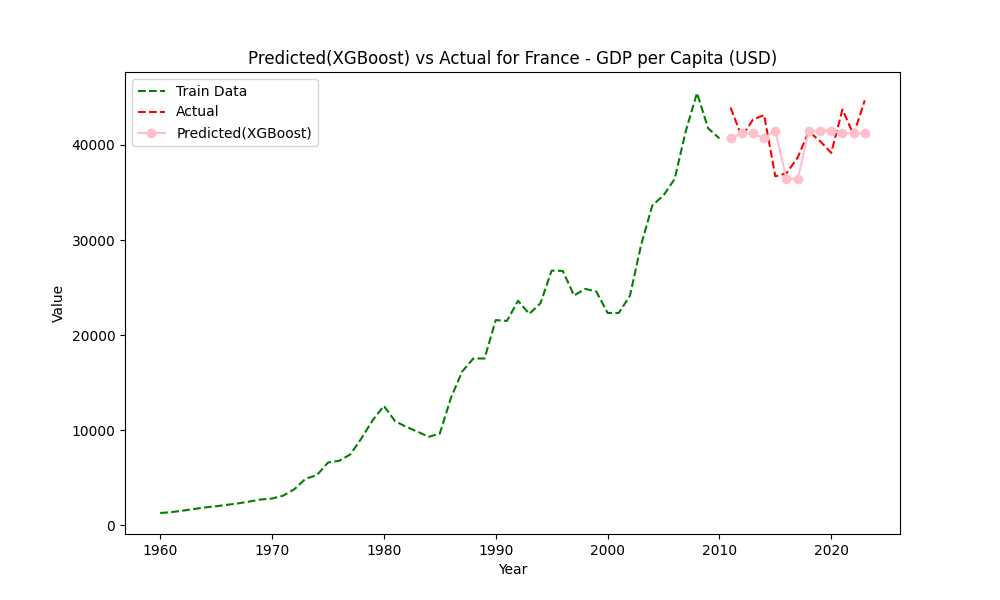 Predicted(XGBoost) vs Actual for France - GDP per Capita (USD)
Train Data
Actual
Predicted(XGBoost)
Value
40000
30000
20000
10000
0
1960 1970 1980 1990 2000 2010 2020
Year